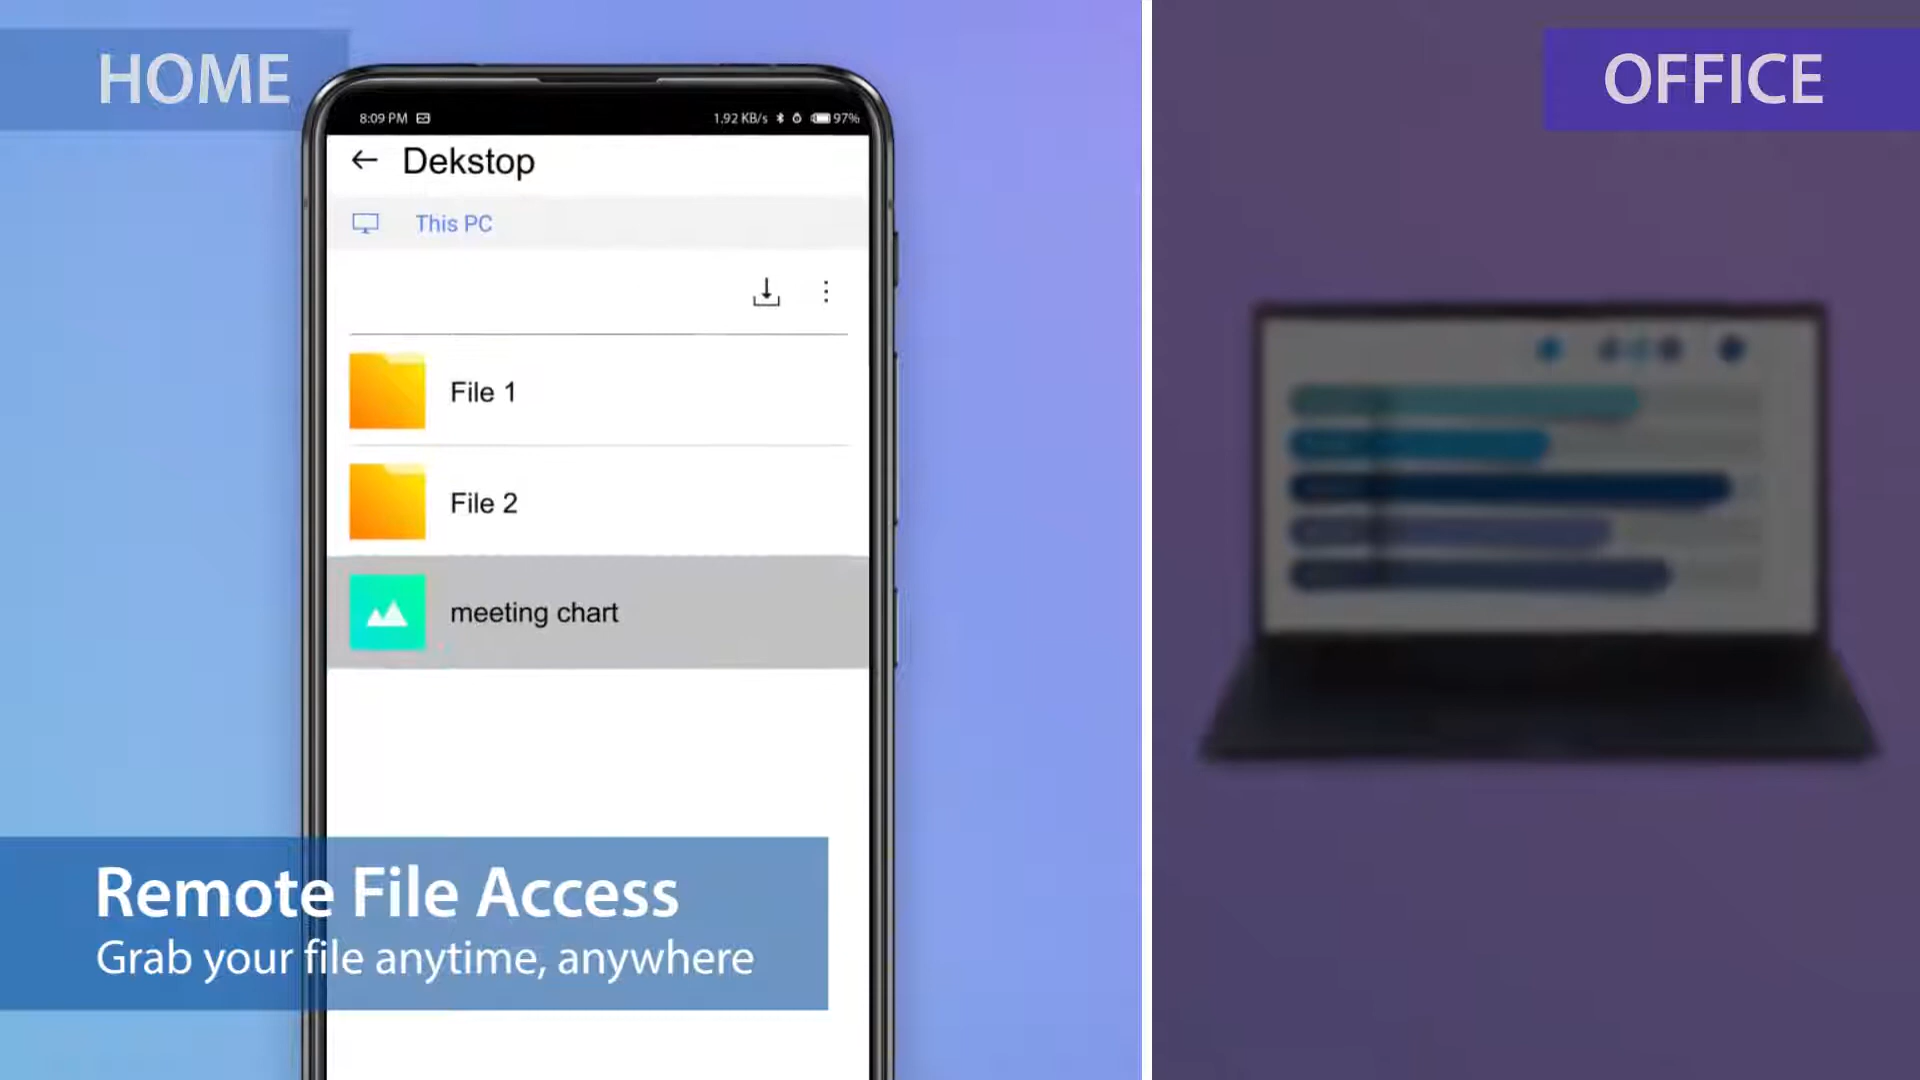 HOME
OFFICE
8:09 PM
1.92 KB/s
97%
Dekstop
This PC
File 1
File 2
meeting chart
Remote File Access
Grab your file anytime, anywhere